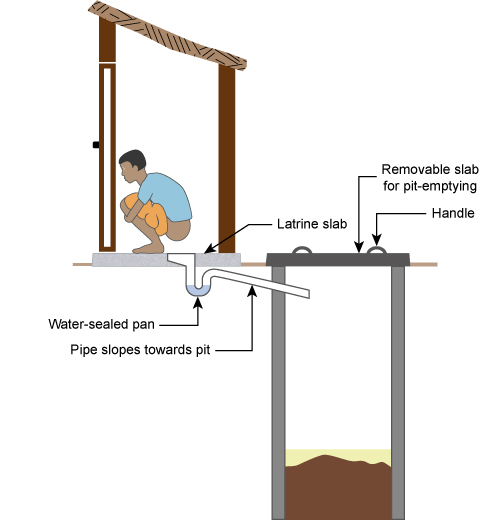 Removable slab
for pit-emptying
Handle
Latrine slab
Water-sealed pan
Pipe slopes towards pit